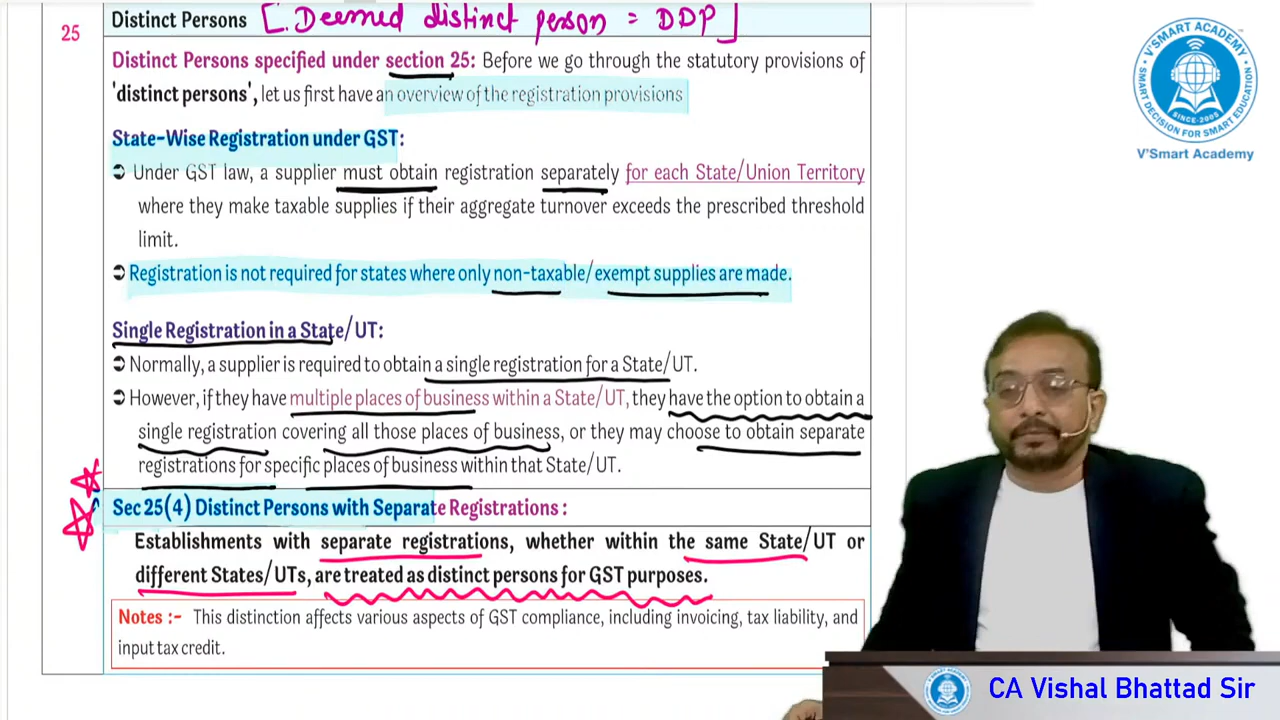 25
Distinct Persons [. Deemed distinct person = DDP]
Distinct Persons specified under section 25: Before we go through the statutory provisions of
'distinct persons', let us first have an overview of the registration provisions
State-Wise Registration under GST:
➲ Under GST law, a supplier must obtain registration separately for each State/Union Territory
where they make taxable supplies if their aggregate turnover exceeds the prescribed threshold
limit.
➲ Registration is not required for states where only non-taxable/exempt supplies are made.
Single Registration in a State/UT:
➲ Normally, a supplier is required to obtain a single registration for a State/UT.
➲ However, if they have multiple places of business within a State/UT, they have the option to obtain a
single registration covering all those places of business, or they may choose to obtain separate
registrations for specific places of business within that State/UT.
Sec 25(4) Distinct Persons with Separate Registrations :
Establishments with separate registrations, whether within the same State/UT or
different States/UTs, are treated as distinct persons for GST purposes.
Notes :- This distinction affects various aspects of GST compliance, including invoicing, tax liability, and
input tax credit.
V'SMART ACADEMY
SMART DECISION FOR SMART EDUCATION
SINCE-2005
V'Smart Academy
CA Vishal Bhattad Sir